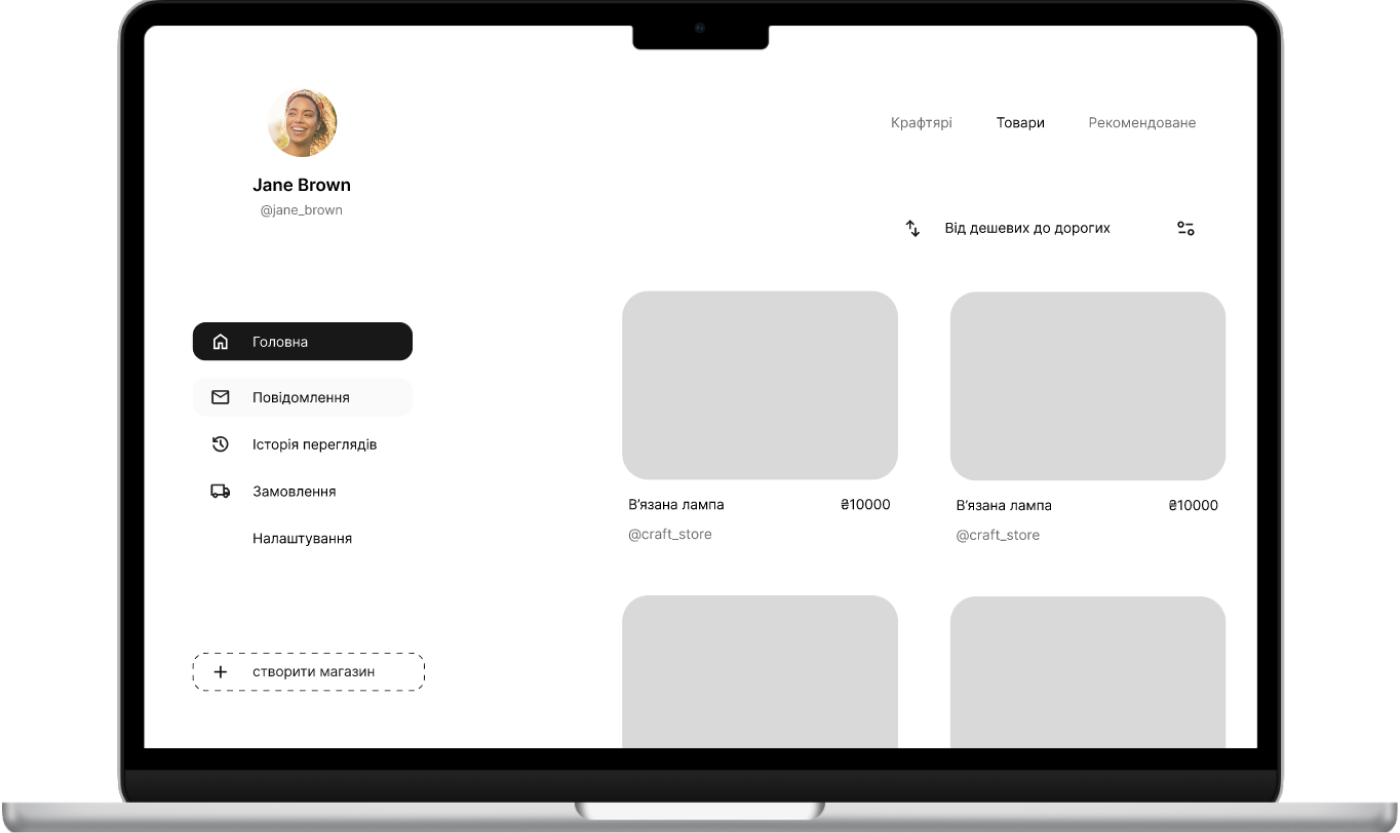 Jane Brown
@jane_brown
Крафтярі
Товари
Рекомендоване
Від дешевих до дорогих
Головна
Повідомлення
Історія переглядів
Замовлення
Налаштування
створити магазин
В’язана лампа
₴10000
@craft_store
В’язана лампа
₴10000
@craft_store